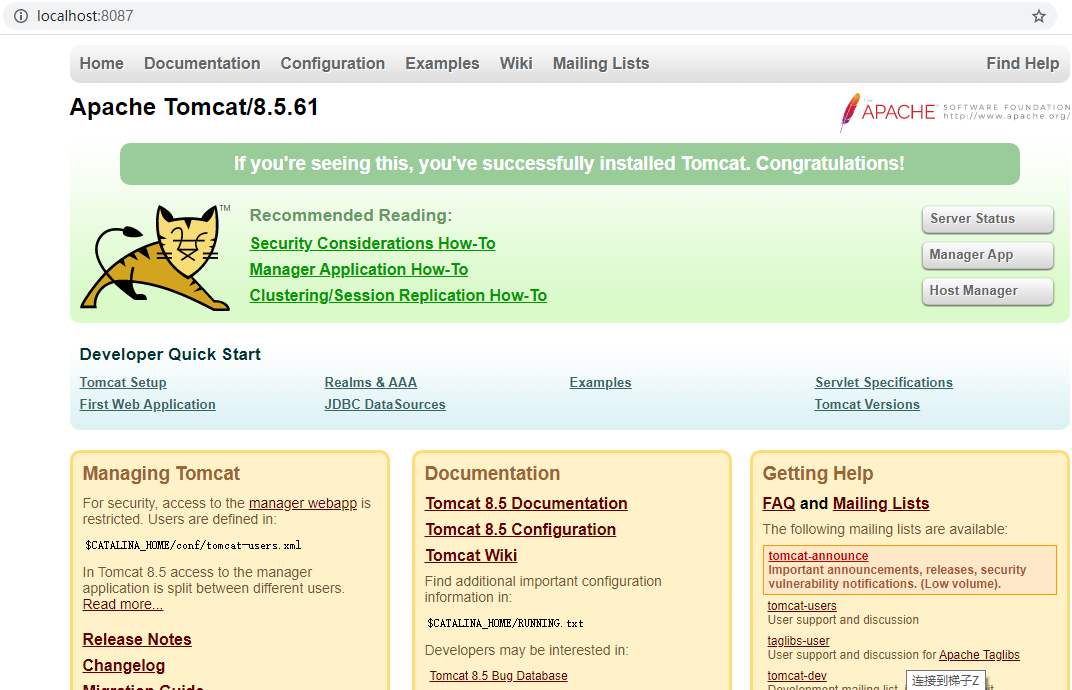 localhost:8087
Home Documentation Configuration Examples Wiki Mailing Lists Find Help
Apache Tomcat/8.5.61
THE APACHE SOFTWARE FOUNDATION
http://www.apache.org/
If you're seeing this, you've successfully installed Tomcat. Congratulations!
TM
Recommended Reading:
Security Considerations How-To
Manager Application How-To
Clustering/Session Replication How-To
Server Status
Manager App
Host Manager
Developer Quick Start
Tomcat Setup
First Web Application
Realms & AAA
JDBC DataSources
Examples
Servlet Specifications
Tomcat Versions
Managing Tomcat
For security, access to the manager webapp is
restricted. Users are defined in:
$CATALINA_HOME/conf/tomcat-users.xml
In Tomcat 8.5 access to the manager
application is split between different users.
Read more...
Release Notes
Changelog
Migration Guide
Documentation
Tomcat 8.5 Documentation
Tomcat 8.5 Configuration
Tomcat Wiki
Find additional important configuration
information in:
$CATALINA_HOME/RUNNING.txt
Developers may be interested in:
Tomcat 8.5 Bug Database
Getting Help
FAQ and Mailing Lists
The following mailing lists are available:
tomcat-announce
Important announcements, releases, security
vulnerability notifications. (Low volume).
tomcat-users
User support and discussion
taglibs-user
User support and discussion for Apache Taglibs
tomcat-dev
Development mailing list,
连接到梯子Z